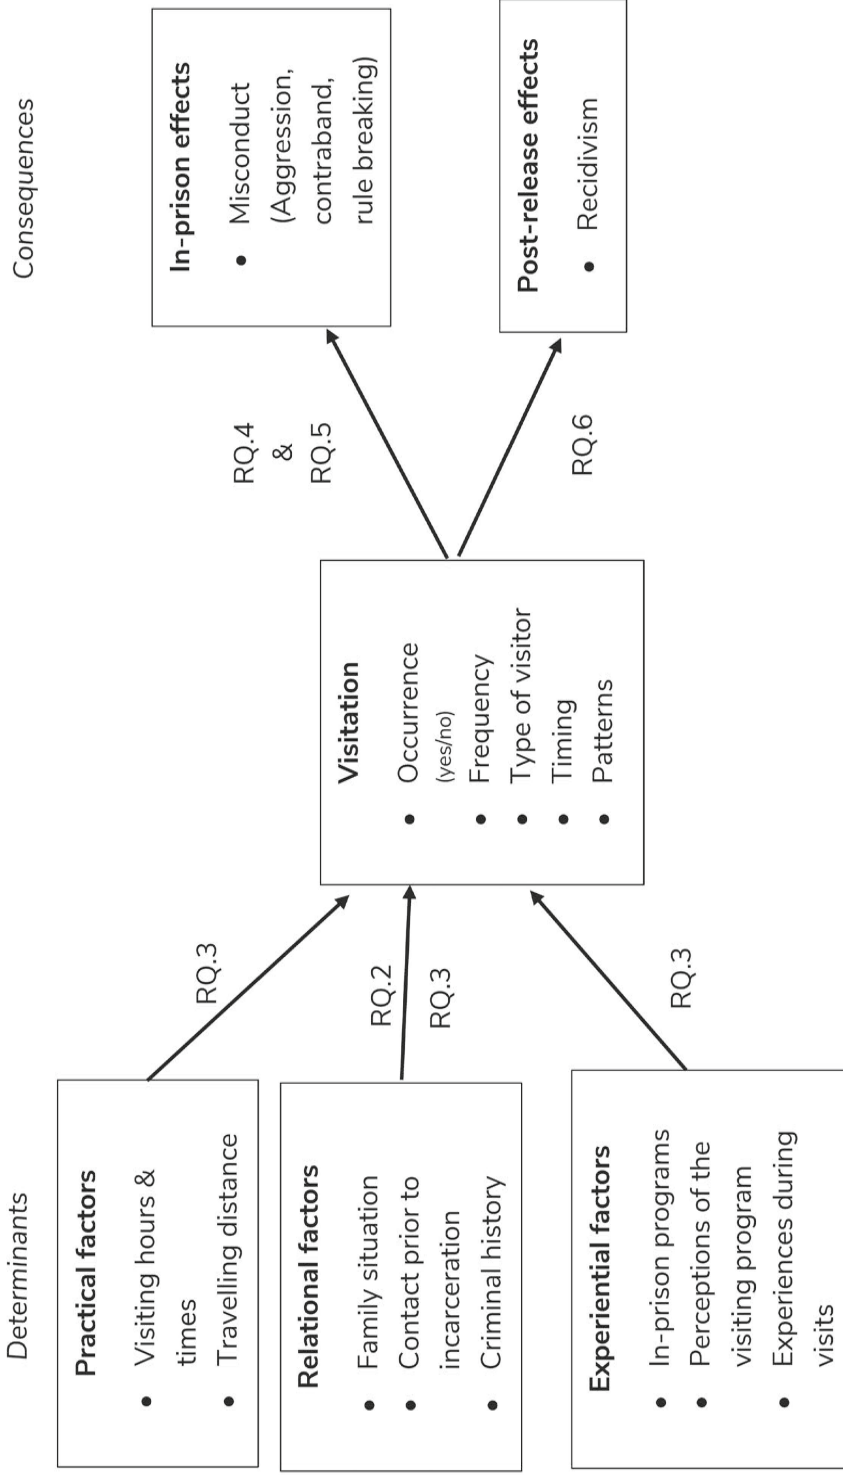 Determinants
Consequences
Practical factors
• Visiting hours &
times
• Travelling distance
Relational factors
• Family situation
• Contact prior to
incarceration
• Criminal history
Experiential factors
• In-prison programs
• Perceptions of the
visiting program
• Experiences during
visits
RQ.3
RQ.2
RQ.3
RQ.3
Visitation
• Occurrence
(yes/no)
• Frequency
• Type of visitor
• Timing
• Patterns
RQ.4
&
RQ.5
RQ.6
In-prison effects
• Misconduct
(Aggression,
contraband,
rule breaking)
Post-release effects
• Recidivism